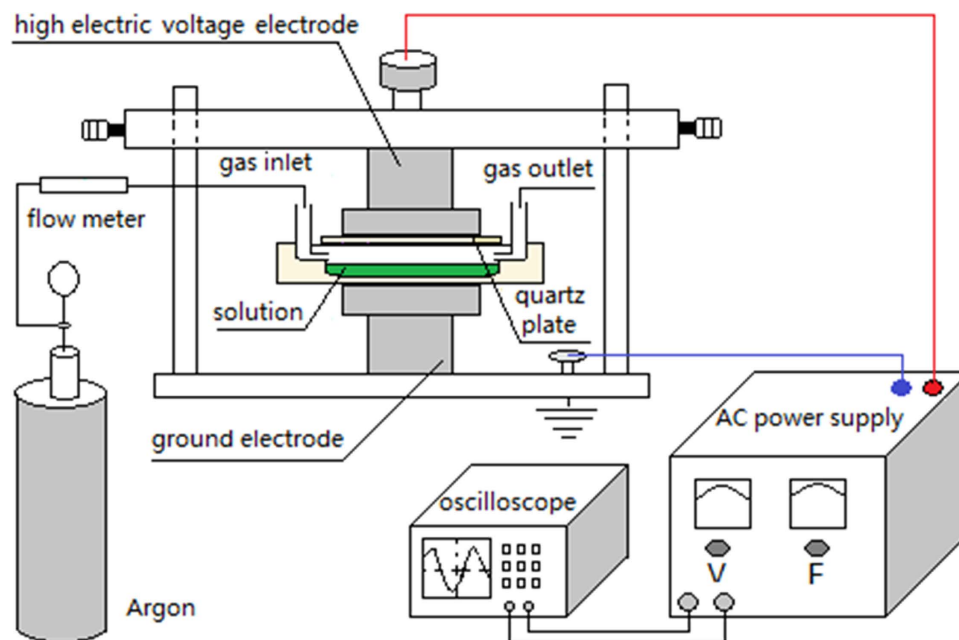 high electric voltage electrode
gas inlet
gas outlet
flow meter
solution
quartz
plate
ground electrode
AC power supply
oscilloscope
V
F
Argon